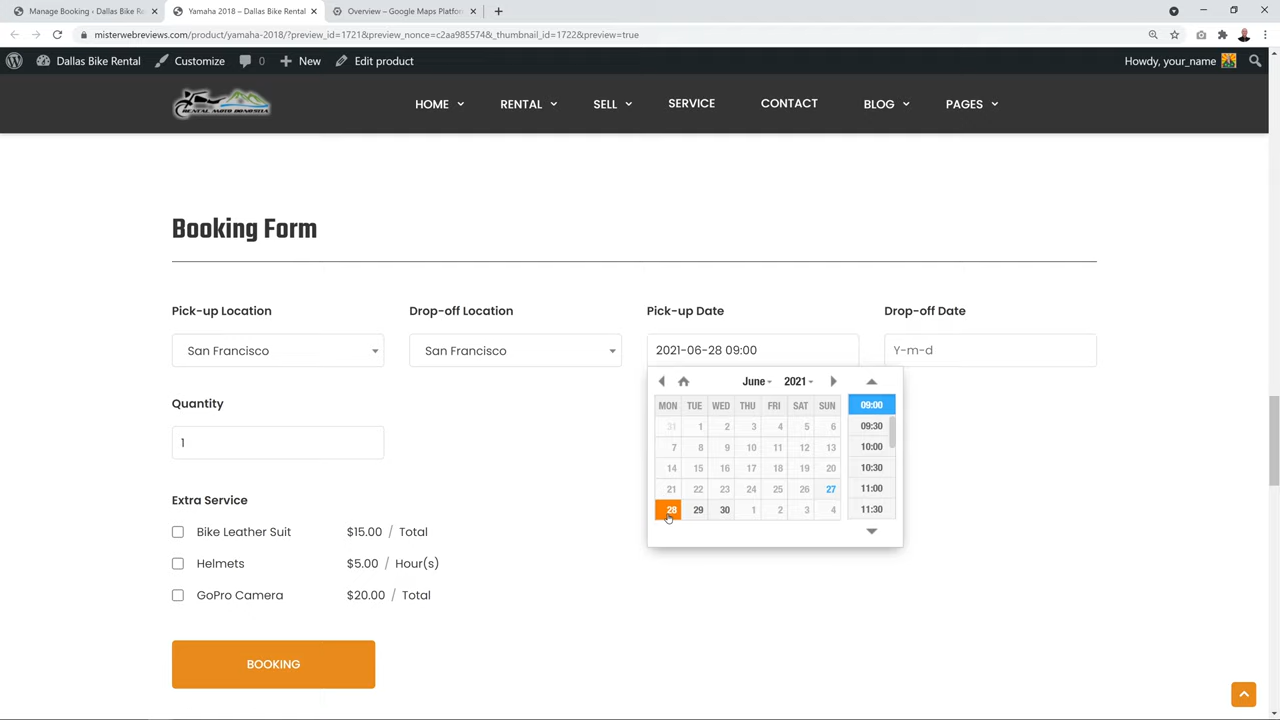 Manage Booking ‹ Dallas Bike Re
Yamaha 2018 – Dallas Bike Rental
Overview – Google Maps Platfor
misterwebreviews.com/product/yamaha-2018/?preview_id=1721&preview_nonce=c2aa985574&_thumbnail_id=1722&preview=true
Dallas Bike Rental
Customize
0
New
Edit product
Howdy, your_name
HOME
RENTAL
SELL
SERVICE
CONTACT
BLOG
PAGES
Booking Form
Pick-up Location
Drop-off Location
Pick-up Date
Drop-off Date
San Francisco
San Francisco
2021-06-28 09:00
Y-m-d
June
2021
MON TUE WED THU FRI SAT SUN
31 1 2 3 4 5 6
7 8 9 10 11 12 13
14 15 16 17 18 19 20
21 22 23 24 25 26 27
28 29 30 1 2 3 4
09:00
09:30
10:00
10:30
11:00
11:30
Quantity
1
Extra Service
Bike Leather Suit $15.00 / Total
Helmets $5.00 / Hour(s)
GoPro Camera $20.00 / Total
BOOKING